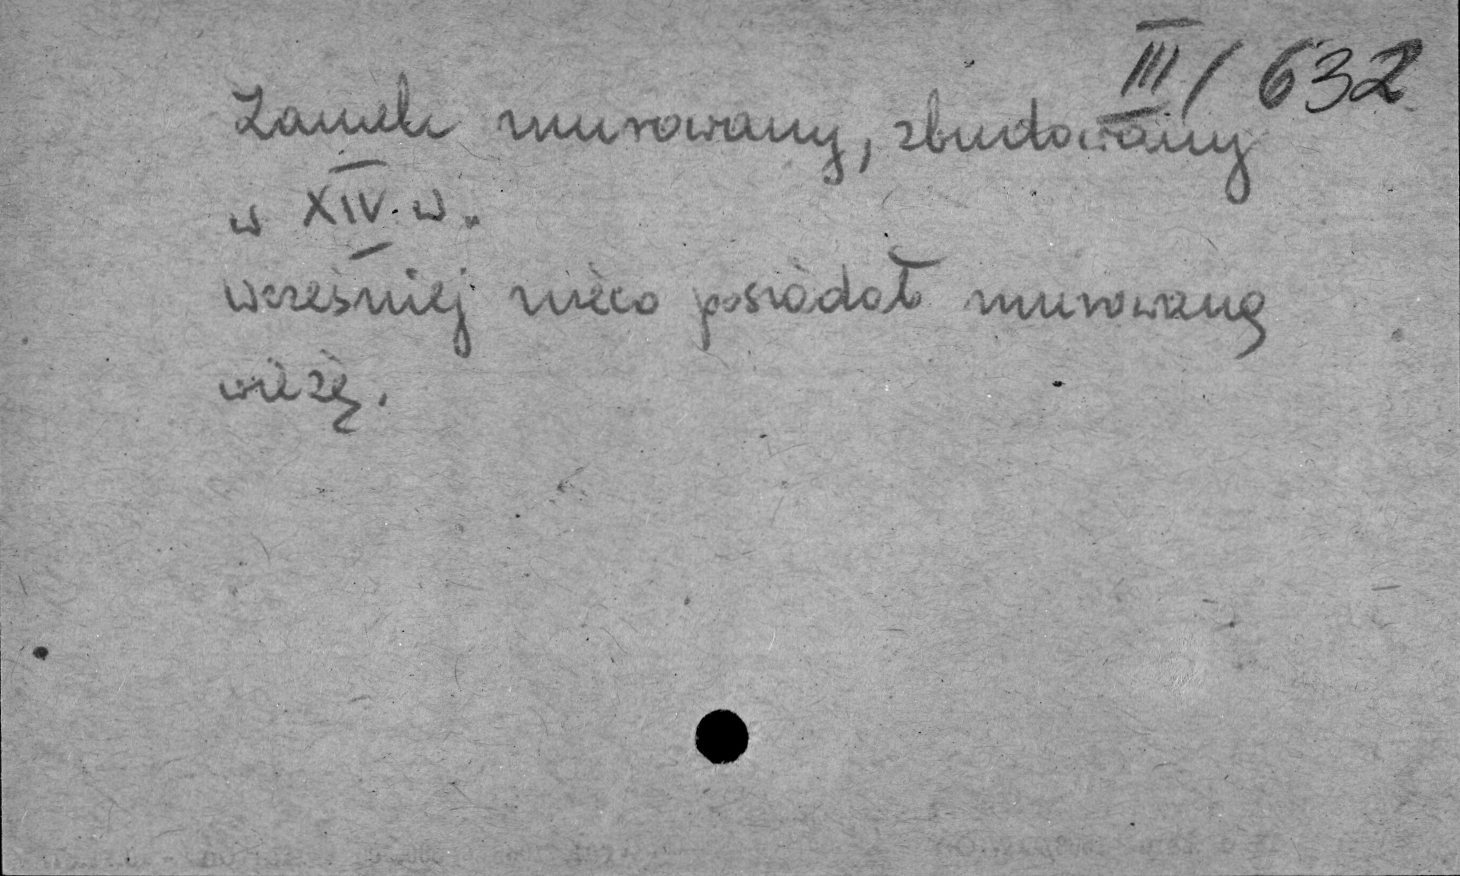 III/632
Zamek murowany, zbudowany
w XIV. w.
wcześniej nieco posiadał murowaną
wieżę.